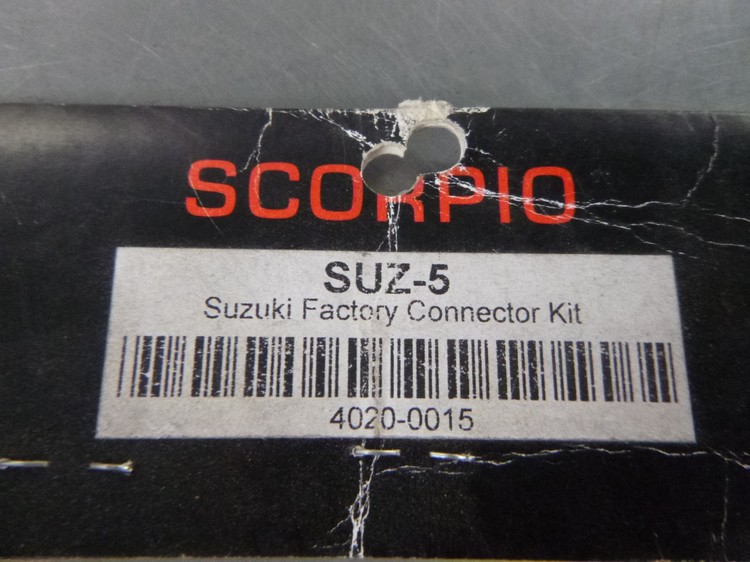 SCORPIO
SUZ-5
Suzuki Factory Connector Kit
4020-0015